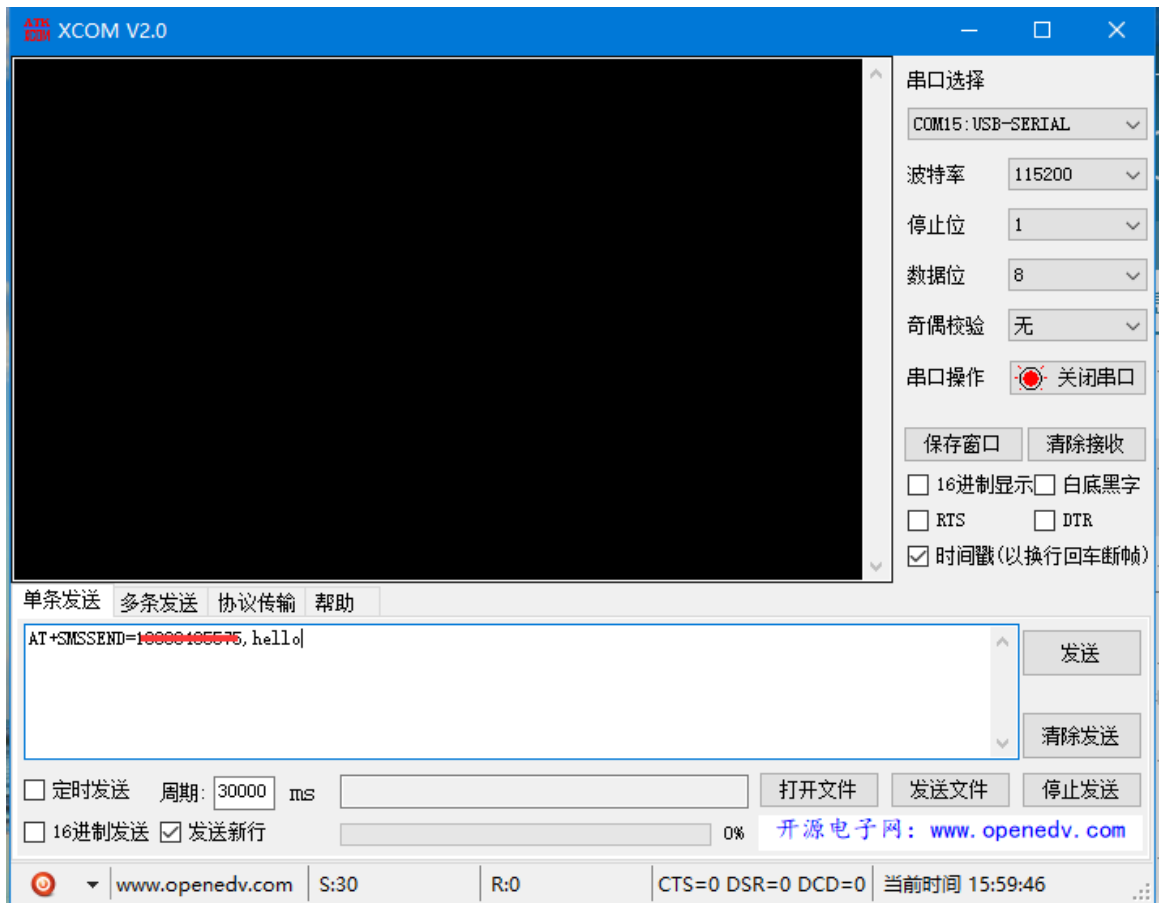 ATK XCOM XCOM V2.0
串口选择
COM15:USB-SERIAL
波特率 115200
停止位 1
数据位 8
奇偶校验 无
串口操作 关闭串口
保存窗口 清除接收
16进制显示 白底黑字
RTS DTR
时间戳(以换行回车断帧)
单条发送 多条发送 协议传输 帮助
AT+SMSSEND= ,hello
发送
清除发送
定时发送 周期: 30000 ms 打开文件 发送文件 停止发送
16进制发送 发送新行 0% 开源电子网: www.openedv.com
www.openedv.com S:30 R:0 CTS=0 DSR=0 DCD=0 当前时间 15:59:46